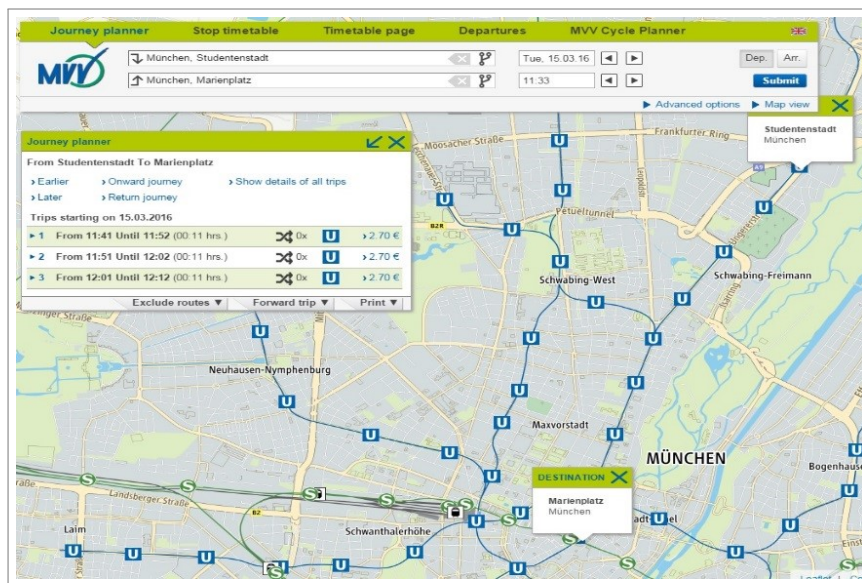 Journey planner Stop timetable Timetable page Departures MVV Cycle Planner
MVV
München, Studentenstadt Tue, 15.03.16 Dep. Arr.
München, Marienplatz 11:33 Submit
Advanced options Map view
Studentenstadt
München
Journey planner
From Studentenstadt To Marienplatz
Earlier Onward journey Show details of all trips
Later Return journey
Trips starting on 15.03.2016
1 From 11:41 Until 11:52 (00:11 hrs.) 0x U 2.70 €
2 From 11:51 Until 12:02 (00:11 hrs.) 0x U 2.70 €
3 From 12:01 Until 12:12 (00:11 hrs.) 0x U 2.70 €
Exclude routes Forward trip Print
Moosacher Straße
Frankfurter Ring
Petueltunnel
B2R
Schwabing-West
Schwabing-Freimann
Neuhausen-Nymphenburg
Maxvorstadt
MÜNCHEN
Bogenhause
DESTINATION
Marienplatz
München
Landsberger Straße
B2
Laim
Schwanthalerhöhe